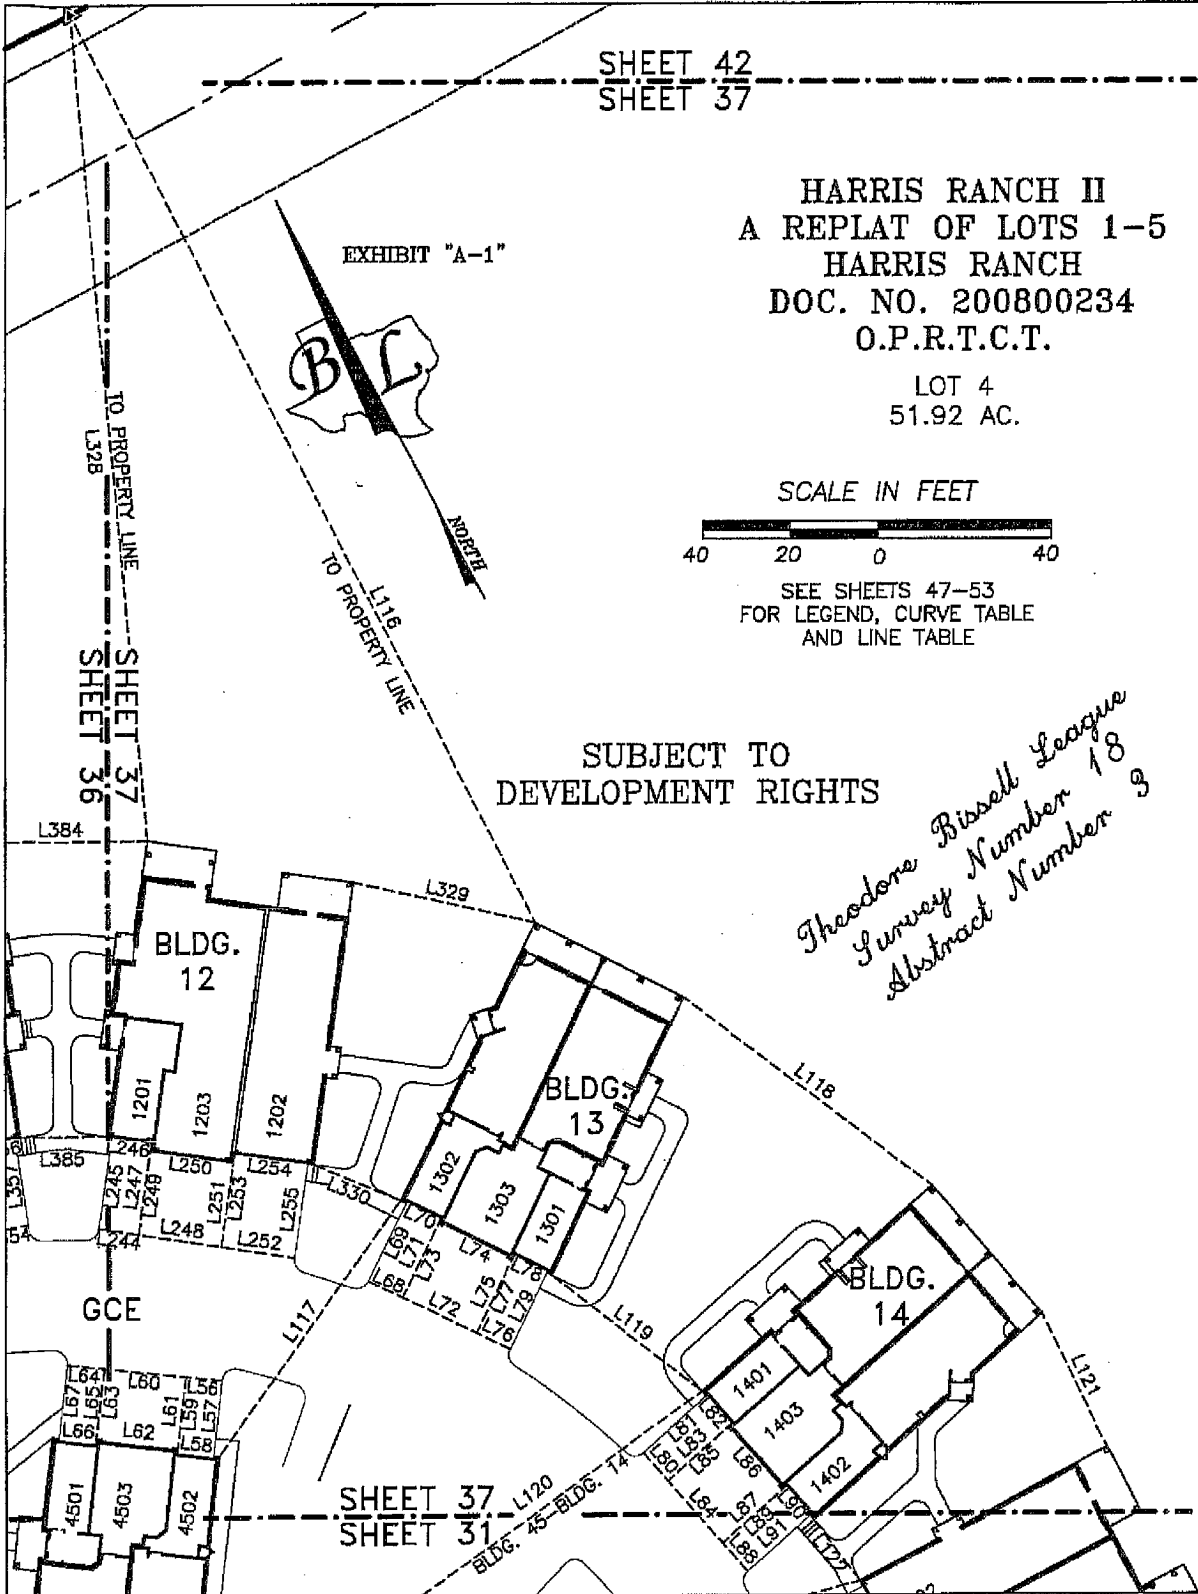 SHEET 42
SHEET 37
HARRIS RANCH II
A REPLAT OF LOTS 1-5
HARRIS RANCH
DOC. NO. 200800234
O.P.R.T.C.T.
LOT 4
51.92 AC.
EXHIBIT "A-1"
B L
NORTH
SCALE IN FEET
40 20 0 40
SEE SHEETS 47-53
FOR LEGEND, CURVE TABLE
AND LINE TABLE
TO PROPERTY LINE
L328
L116
TO PROPERTY LINE
SHEET 37
SHEET 36
SUBJECT TO
DEVELOPMENT RIGHTS
Theodore Bissell League
Survey Number 18
Abstract Number 3
L384
L329
BLDG.
12
1201
1203
1202
BLDG.
13
1302
1303
1301
L118
BLDG.
14
1401
1403
1402
L385
L357
L246
L245
L247
L249
L250
L251
L253
L254
L255
L244
L248
L252
L330
L70
L69
L71
L73
L74
L75
L77
L78
L79
L68
L72
L76
L117
L119
L121
GCE
L64
L60
L56
L67
L65
L63
L61
L59
L57
L66
L62
L58
4501
4503
4502
L82
L81
L83
L85
L80
L86
L84
L87
L89
L91
L88
L90
L122
L120
BLDG. 45-BLDG. 14
SHEET 37
SHEET 31